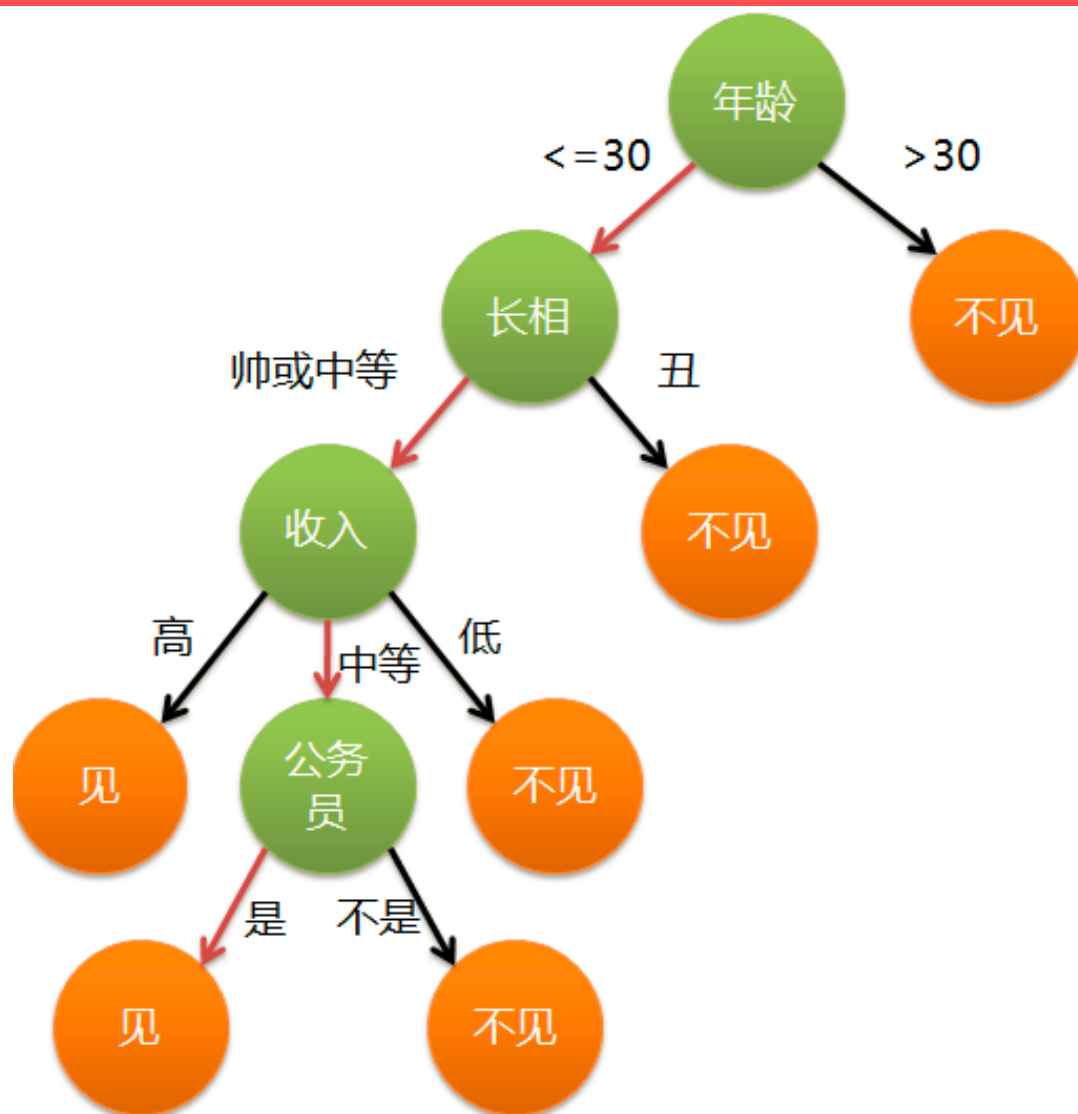 年龄
<=30
>30
长相
不见
帅或中等
丑
收入
不见
高
中等
低
见
公务
员
不见
是
不是
见
不见